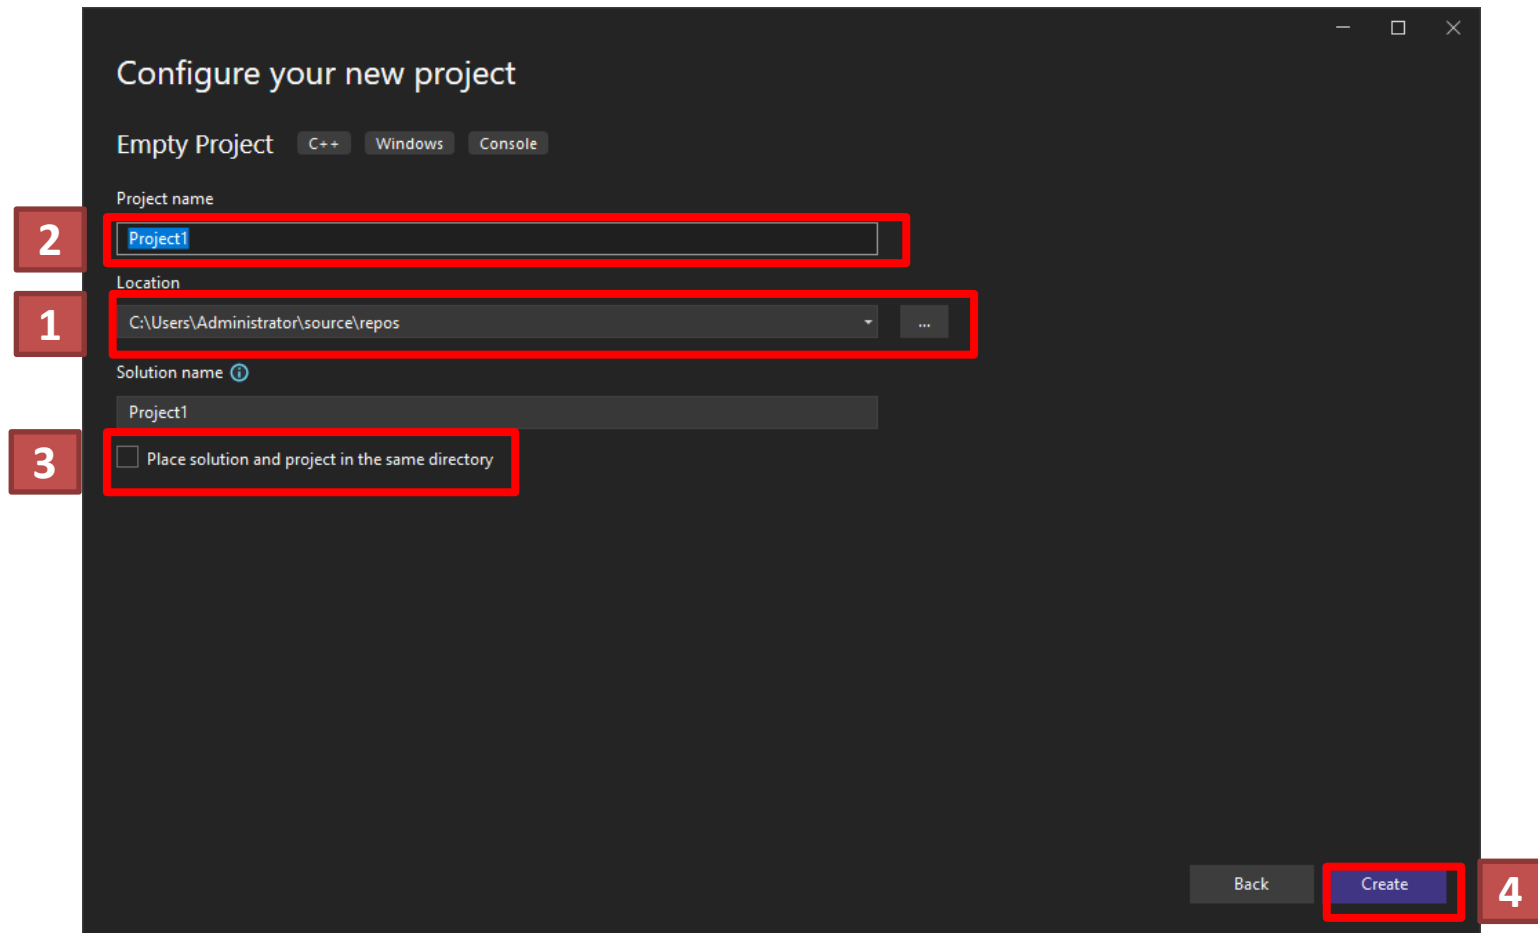 Configure your new project
Empty Project C++ Windows Console
Project name
2 Project1
Location
1 C:\Users\Administrator\source\repos ...
Solution name
Project1
3 Place solution and project in the same directory
Back Create 4